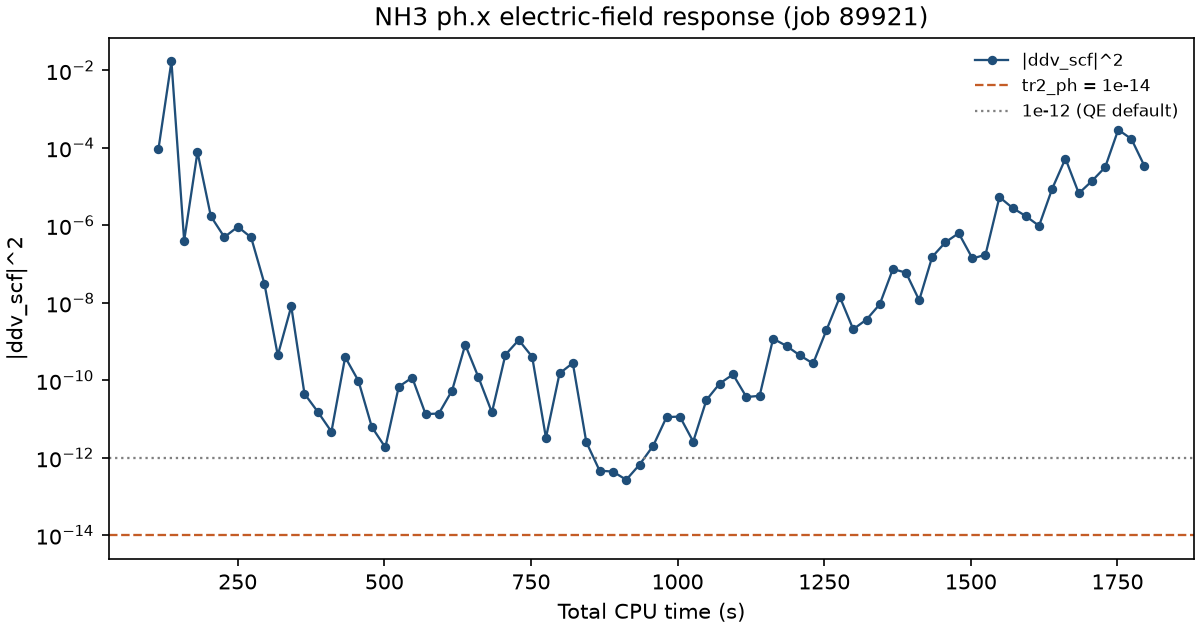 NH3 ph.x electric-field response (job 89921)
|ddv_scf|^2
tr2_ph = 1e-14
1e-12 (QE default)
|ddv_scf|^2
10⁻²
10⁻⁴
10⁻⁶
10⁻⁸
10⁻¹⁰
10⁻¹²
10⁻¹⁴
250 500 750 1000 1250 1500 1750
Total CPU time (s)